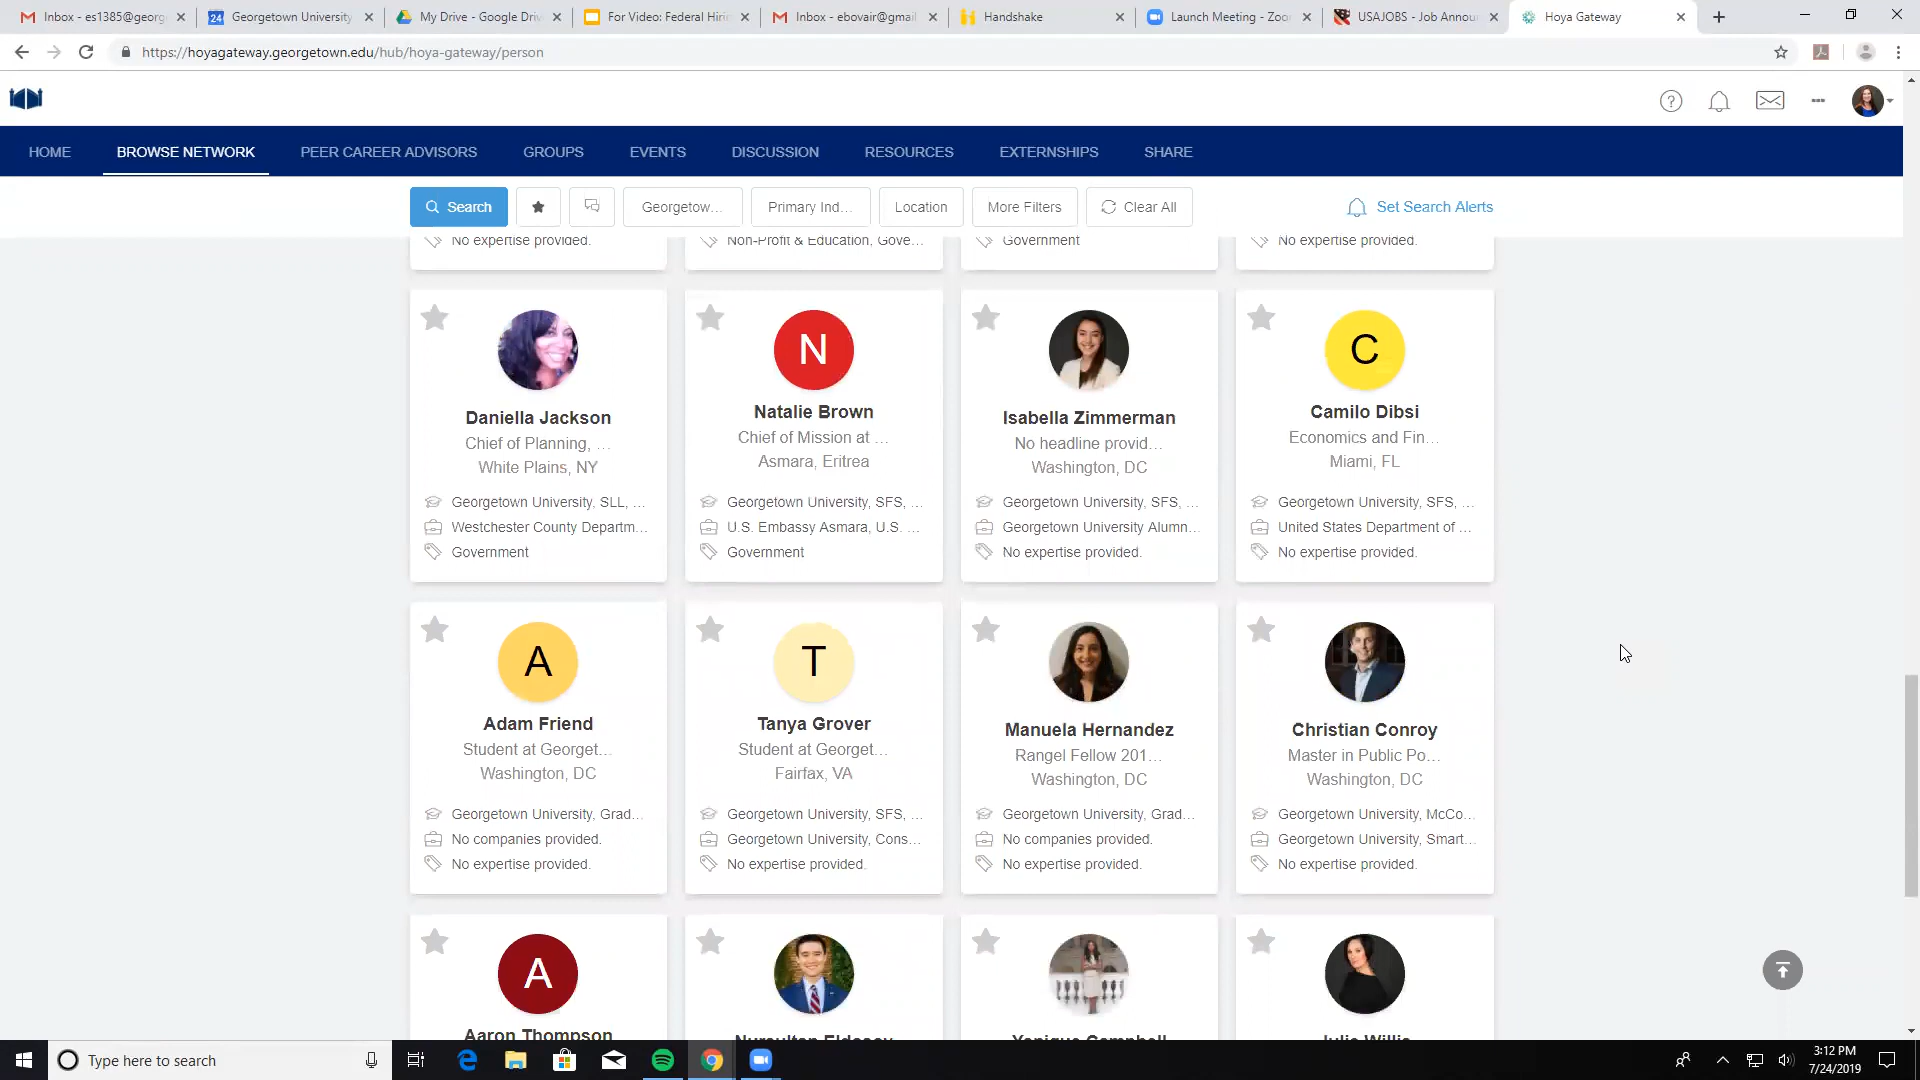 Inbox - es1385@georg
Georgetown University
My Drive - Google Dri
For Video: Federal Hiri
Inbox - ebovair@gmail
Handshake
Launch Meeting - Zoo
USAJOBS - Job Annou
Hoya Gateway
https://hoyagateway.georgetown.edu/hub/hoya-gateway/person
HOME BROWSE NETWORK PEER CAREER ADVISORS GROUPS EVENTS DISCUSSION RESOURCES EXTERNSHIPS SHARE
Search Georgetow... Primary Ind... Location More Filters Clear All Set Search Alerts
No expertise provided.
Non-Profit & Education, Gove...
Government
No expertise provided.
Daniella Jackson
Chief of Planning, ...
White Plains, NY
Georgetown University, SLL, ...
Westchester County Departm...
Government
N
Natalie Brown
Chief of Mission at ...
Asmara, Eritrea
Georgetown University, SFS, ...
U.S. Embassy Asmara, U.S. ...
Government
Isabella Zimmerman
No headline provid...
Washington, DC
Georgetown University, SFS, ...
Georgetown University Alumn...
No expertise provided.
C
Camilo Dibsi
Economics and Fin...
Miami, FL
Georgetown University, SFS, ...
United States Department of ...
No expertise provided.
A
Adam Friend
Student at Georget...
Washington, DC
Georgetown University, Grad...
No companies provided.
No expertise provided.
T
Tanya Grover
Student at Georget...
Fairfax, VA
Georgetown University, SFS, ...
Georgetown University, Cons...
No expertise provided.
Manuela Hernandez
Rangel Fellow 201...
Washington, DC
Georgetown University, Grad...
No companies provided.
No expertise provided.
Christian Conroy
Master in Public Po...
Washington, DC
Georgetown University, McCo...
Georgetown University, Smart...
No expertise provided.
A
Aaron Thompson
Yanique Campbell
Julie Willis
Type here to search
3:12 PM
7/24/2019